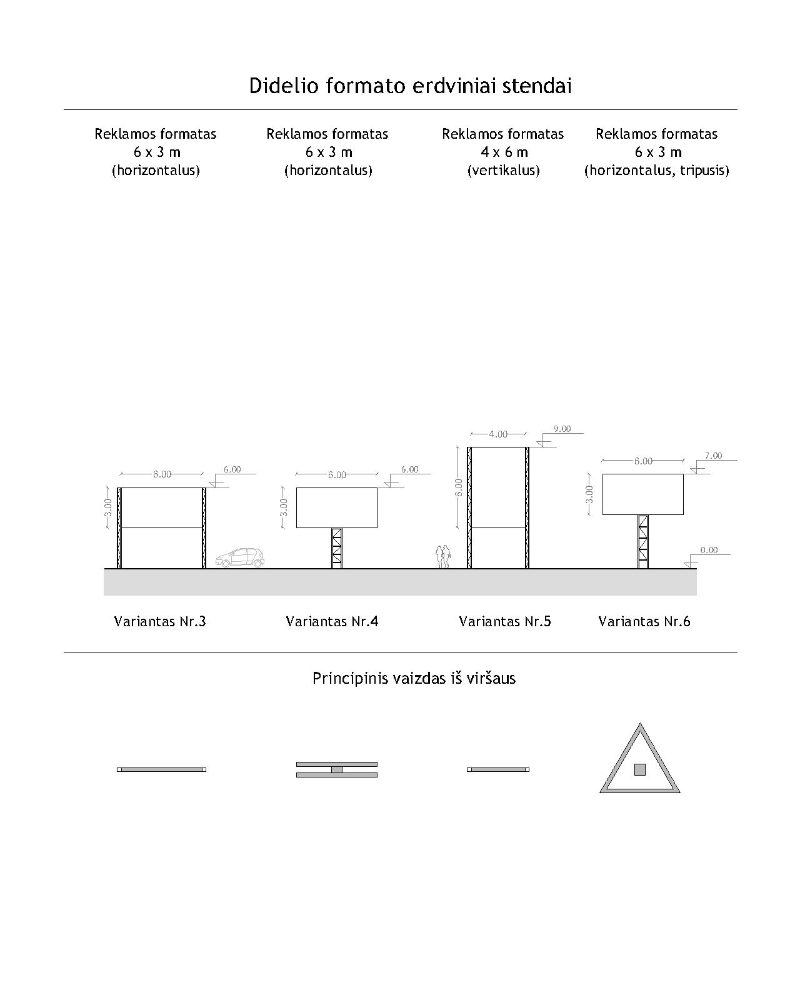 Didelio formato erdviniai stendai
Reklamos formatas
6 x 3 m
(horizontalus)
Reklamos formatas
6 x 3 m
(horizontalus)
Reklamos formatas
4 x 6 m
(vertikalus)
Reklamos formatas
6 x 3 m
(horizontalus, tripusis)
6.00
6.00
3.00
6.00
6.00
3.00
4.00
9.00
6.00
6.00
7.00
3.00
0.00
Variantas Nr.3
Variantas Nr.4
Variantas Nr.5
Variantas Nr.6
Principinis vaizdas iš viršaus